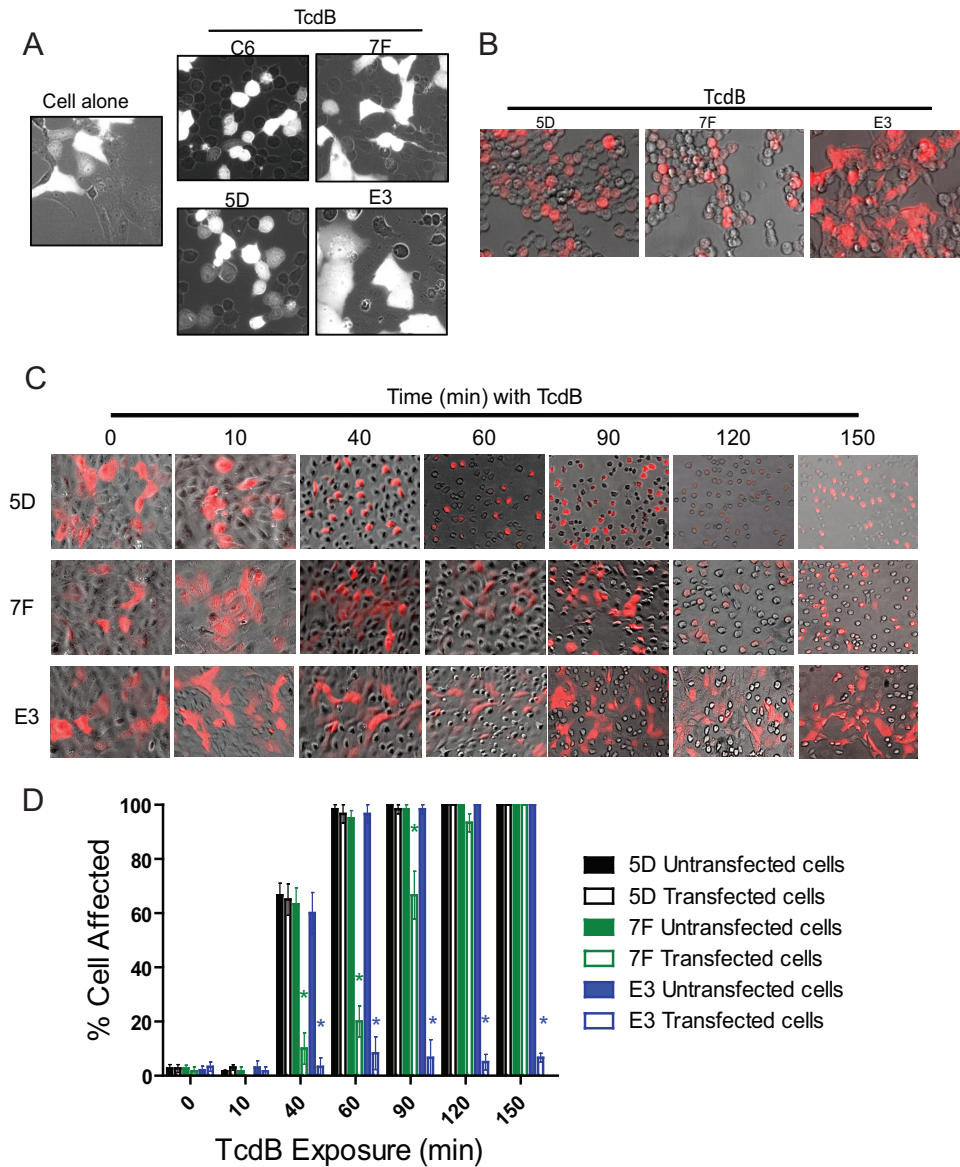 A
TcdB
C6 7F
Cell alone
5D E3
B
TcdB
5D 7F E3
C
Time (min) with TcdB
0 10 40 60 90 120 150
5D
7F
E3
D
% Cell Affected
100
80
60
40
20
0
* * * * * * * *
0 10 40 60 90 120 150
TcdB Exposure (min)
5D Untransfected cells
5D Transfected cells
7F Untransfected cells
7F Transfected cells
E3 Untransfected cells
E3 Transfected cells